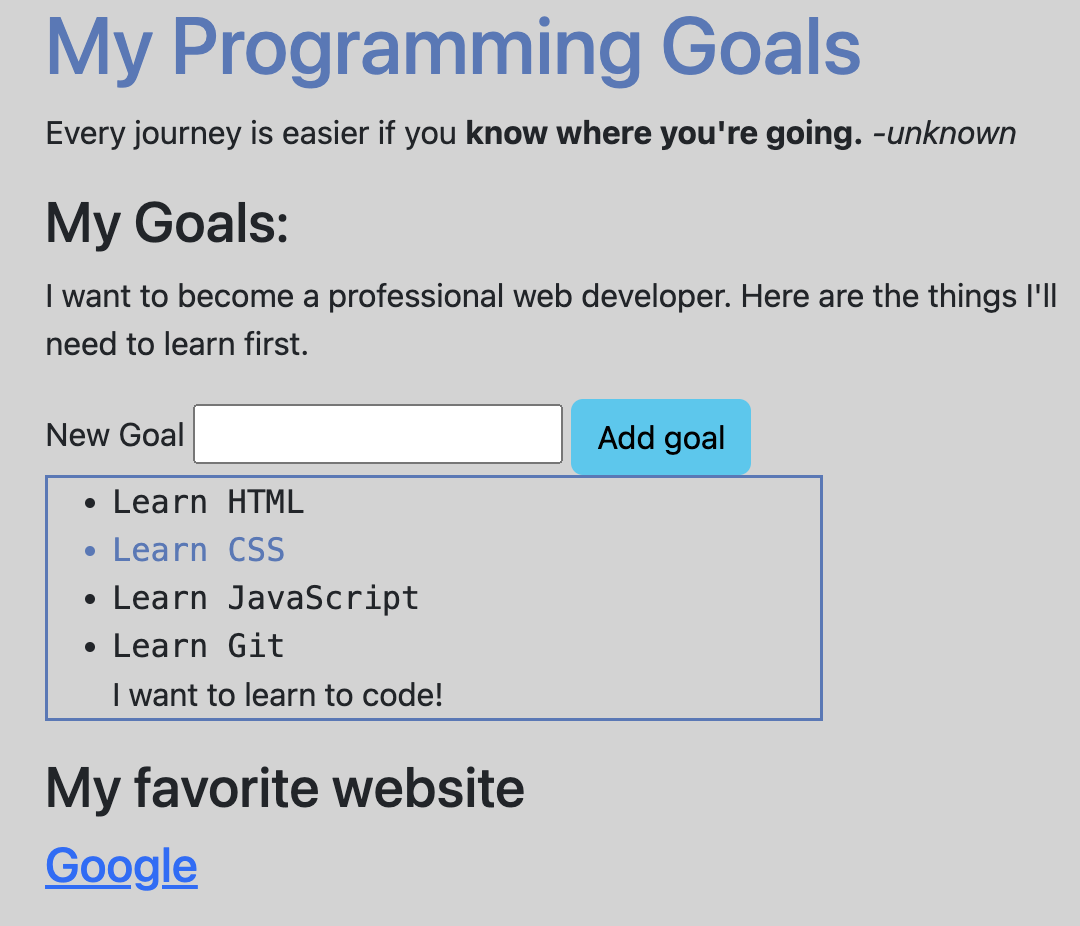 My Programming Goals
Every journey is easier if you know where you're going. -unknown
My Goals:
I want to become a professional web developer. Here are the things I'll
need to learn first.
New Goal Add goal
• Learn HTML
• Learn CSS
• Learn JavaScript
• Learn Git
I want to learn to code!
My favorite website
Google